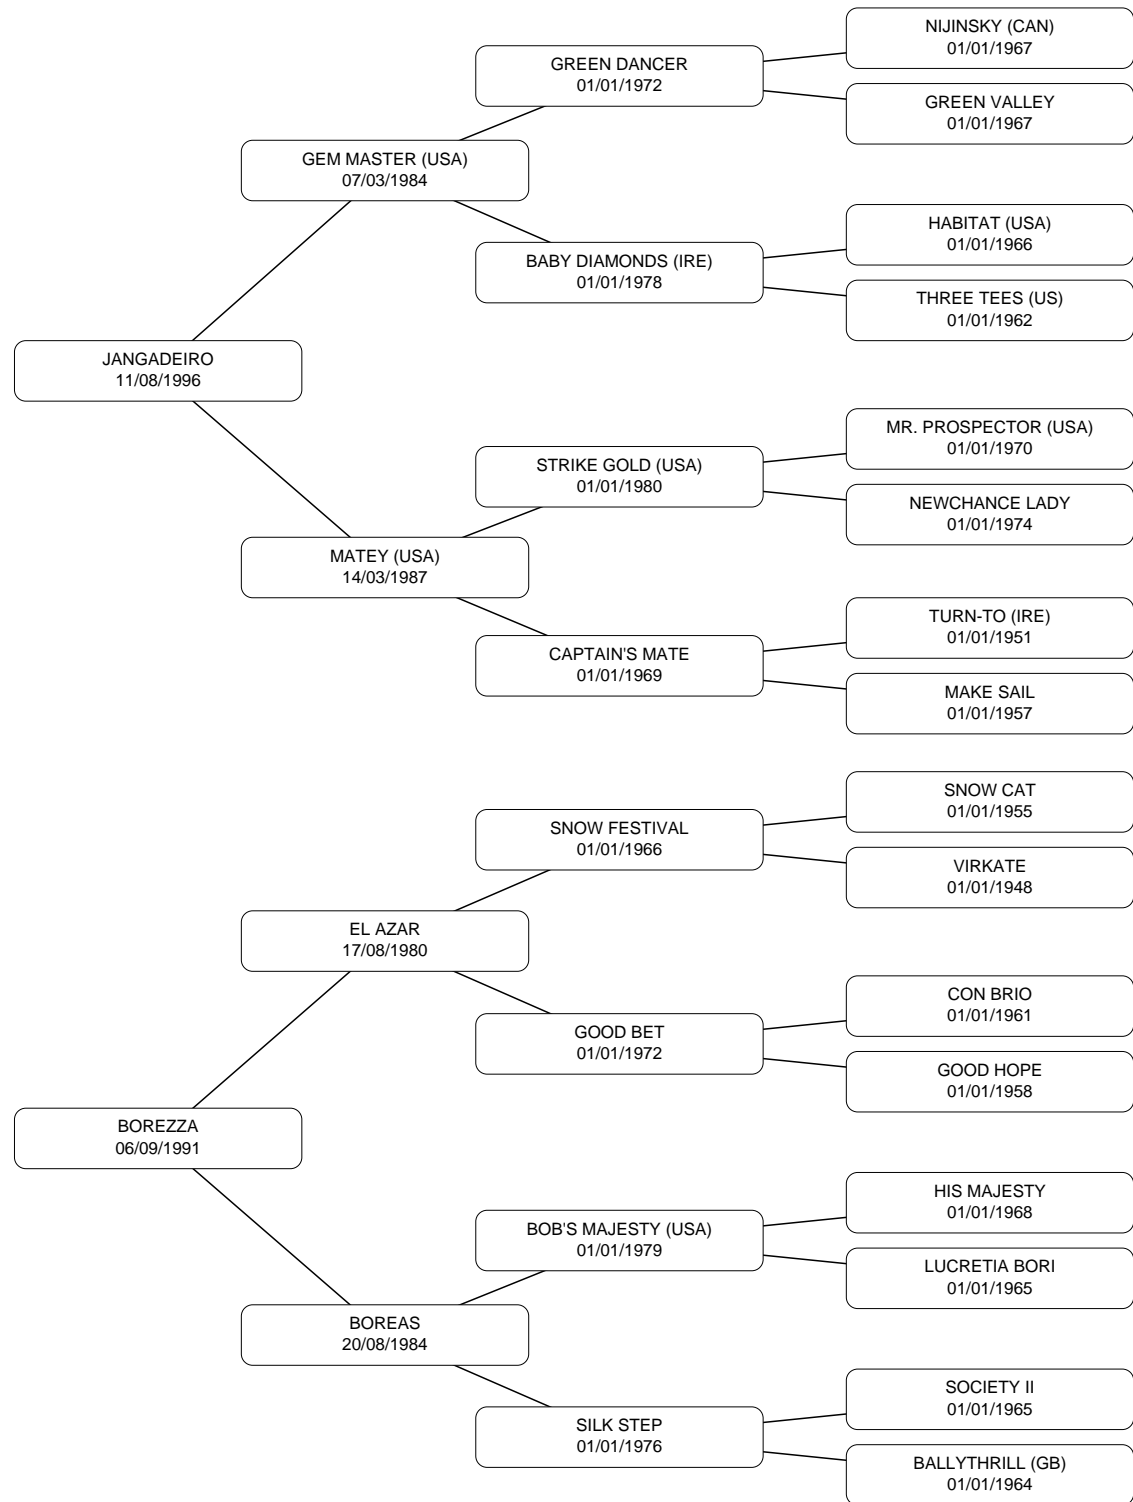 NIJINSKY (CAN)
01/01/1967
GREEN DANCER
01/01/1972
GREEN VALLEY
01/01/1967
GEM MASTER (USA)
07/03/1984
HABITAT (USA)
01/01/1966
BABY DIAMONDS (IRE)
01/01/1978
THREE TEES (US)
01/01/1962
JANGADEIRO
11/08/1996
MR. PROSPECTOR (USA)
01/01/1970
STRIKE GOLD (USA)
01/01/1980
NEWCHANCE LADY
01/01/1974
MATEY (USA)
14/03/1987
TURN-TO (IRE)
01/01/1951
CAPTAIN'S MATE
01/01/1969
MAKE SAIL
01/01/1957
SNOW CAT
01/01/1955
SNOW FESTIVAL
01/01/1966
VIRKATE
01/01/1948
EL AZAR
17/08/1980
CON BRIO
01/01/1961
GOOD BET
01/01/1972
GOOD HOPE
01/01/1958
BOREZZA
06/09/1991
HIS MAJESTY
01/01/1968
BOB'S MAJESTY (USA)
01/01/1979
LUCRETIA BORI
01/01/1965
BOREAS
20/08/1984
SOCIETY II
01/01/1965
SILK STEP
01/01/1976
BALLYTHRILL (GB)
01/01/1964